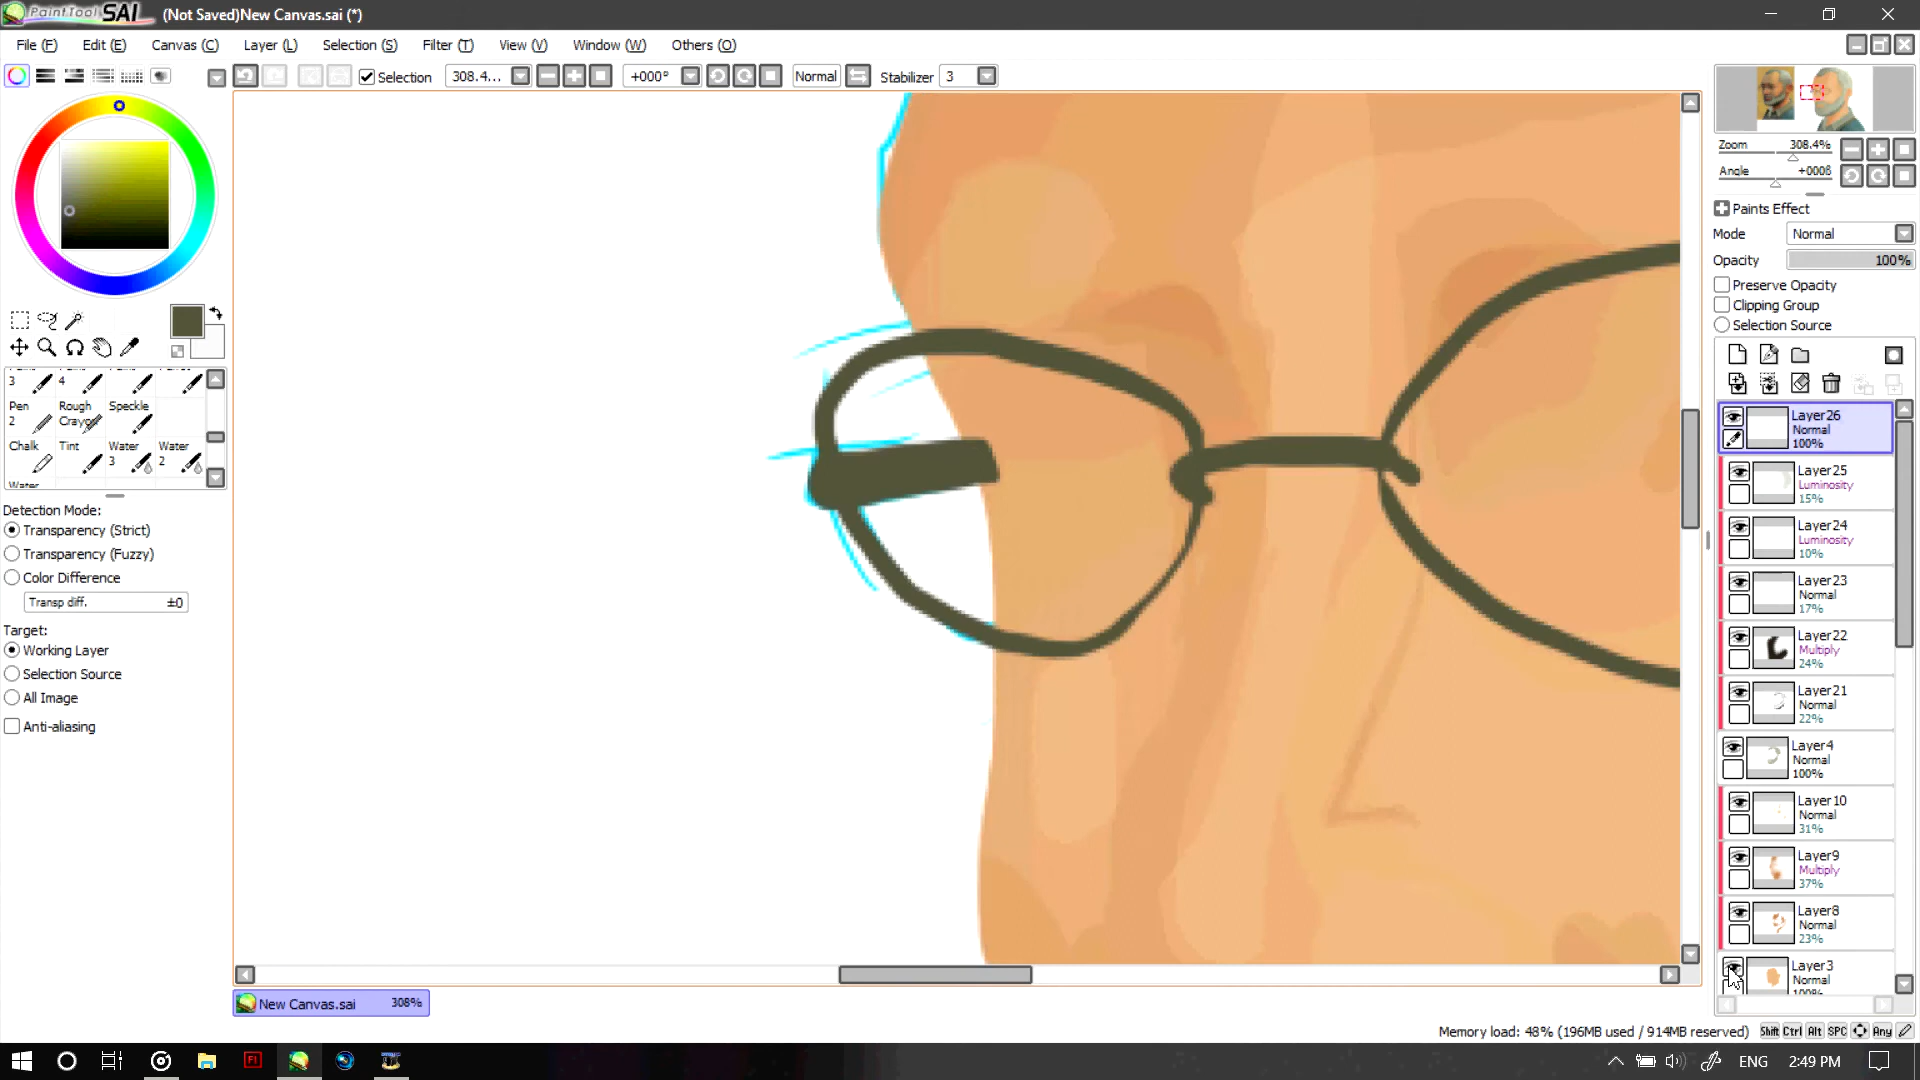 PaintTool SAI (Not Saved)New Canvas.sai (*)
File (F) Edit (E) Canvas (C) Layer (L) Selection (S) Filter (T) View (V) Window (W) Others (O)
Selection 308.4... +000° Normal Stabilizer 3
Zoom 308.4%
Angle +000ß
Paints Effect
Mode Normal
Opacity 100%
Preserve Opacity
Clipping Group
Selection Source
3 4
Pen 2 Rough Crayon Speckle
Chalk Tint Water 3 Water 2
Water
Detection Mode:
Transparency (Strict)
Transparency (Fuzzy)
Color Difference
Transp diff. ±0
Target:
Working Layer
Selection Source
All Image
Anti-aliasing
Layer26
Normal
100%
Layer25
Luminosity
15%
Layer24
Luminosity
10%
Layer23
Normal
17%
Layer22
Multiply
24%
Layer21
Normal
22%
Layer4
Normal
100%
Layer10
Normal
31%
Layer9
Multiply
37%
Layer8
Normal
23%
Layer3
Normal
100%
New Canvas.sai 308%
Memory load: 48% (196MB used / 914MB reserved) Shift Ctrl Alt SPC Any
ENG 2:49 PM